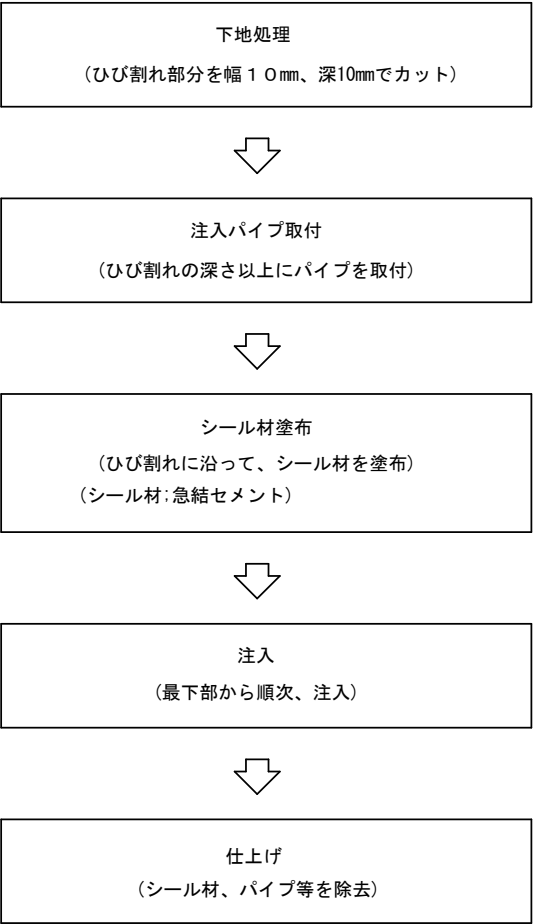 下地処理
(ひび割れ部分を幅１０㎜、深10㎜でカット)
注入パイプ取付
(ひび割れの深さ以上にパイプを取付)
シール材塗布
(ひび割れに沿って、シール材を塗布)
(シール材;急結セメント)
注入
(最下部から順次、注入)
仕上げ
(シール材、パイプ等を除去)